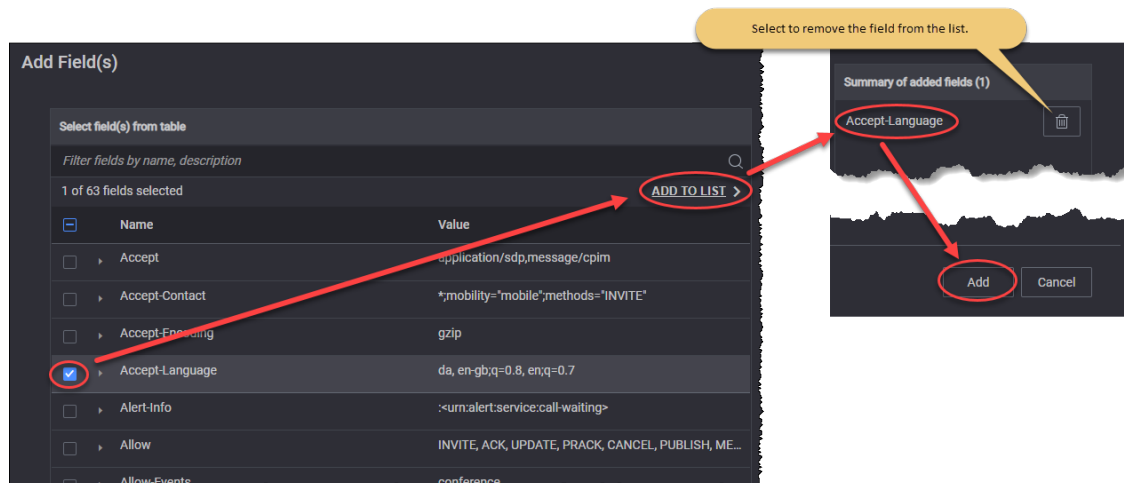 Select to remove the field from the list.
Add Field(s)
Select field(s) from table
Filter fields by name, description
1 of 63 fields selected
ADD TO LIST >
Name Value
Accept application/sdp,message/cpim
Accept-Contact *;mobility="mobile";methods="INVITE"
Accept-Encoding gzip
Accept-Language da, en-gb;q=0.8, en;q=0.7
Alert-Info :<urn:alert:service:call-waiting>
Allow INVITE, ACK, UPDATE, PRACK, CANCEL, PUBLISH, ME...
Allow-Events conference
Summary of added fields (1)
Accept-Language
Add Cancel